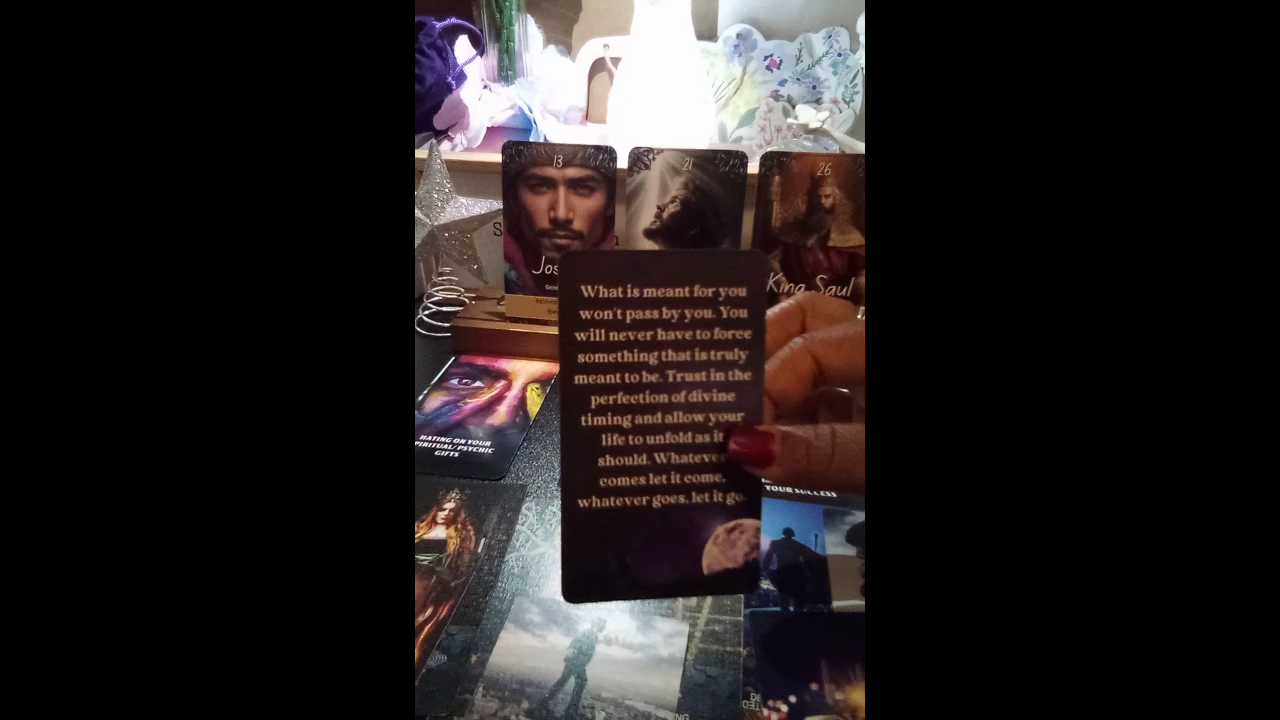 13
21
26
King Saul
What is meant for you
won't pass by you. You
will never have to force
something that is truly
meant to be. Trust in the
perfection of divine
timing and allow your
life to unfold as it
should. Whatever
comes let it come,
whatever goes, let it go.
HATING ON YOUR
SPIRITUAL/PSYCHIC
GIFTS
YOUR SUCCESS